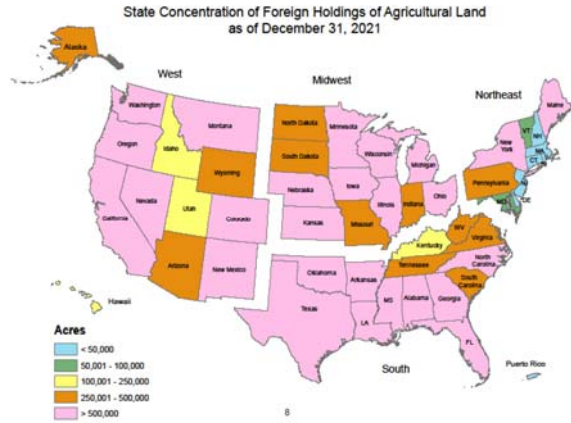 State Concentration of Foreign Holdings of Agricultural Land
as of December 31, 2021
Alaska
West
Midwest
Northeast
Washington
Montana
North Dakota
Minnesota
Maine
VT
NH
Oregon
Idaho
Wyoming
South Dakota
Wisconsin
Michigan
New
York
MA
CT
Nevada
Utah
Colorado
Nebraska
Iowa
Illinois
Indiana
Ohio
Pennsylvania
NJ
MD
DE
California
Kansas
Missouri
Kentucky
WV
Virginia
Arizona
New Mexico
Oklahoma
Arkansas
Tennessee
North
Carolina
South
Carolina
Hawaii
Texas
LA
MS
Alabama
Georgia
FL
South
Puerto Rico
Acres
< 50,000
50,001 - 100,000
100,001 - 250,000
250,001 - 500,000
> 500,000
8